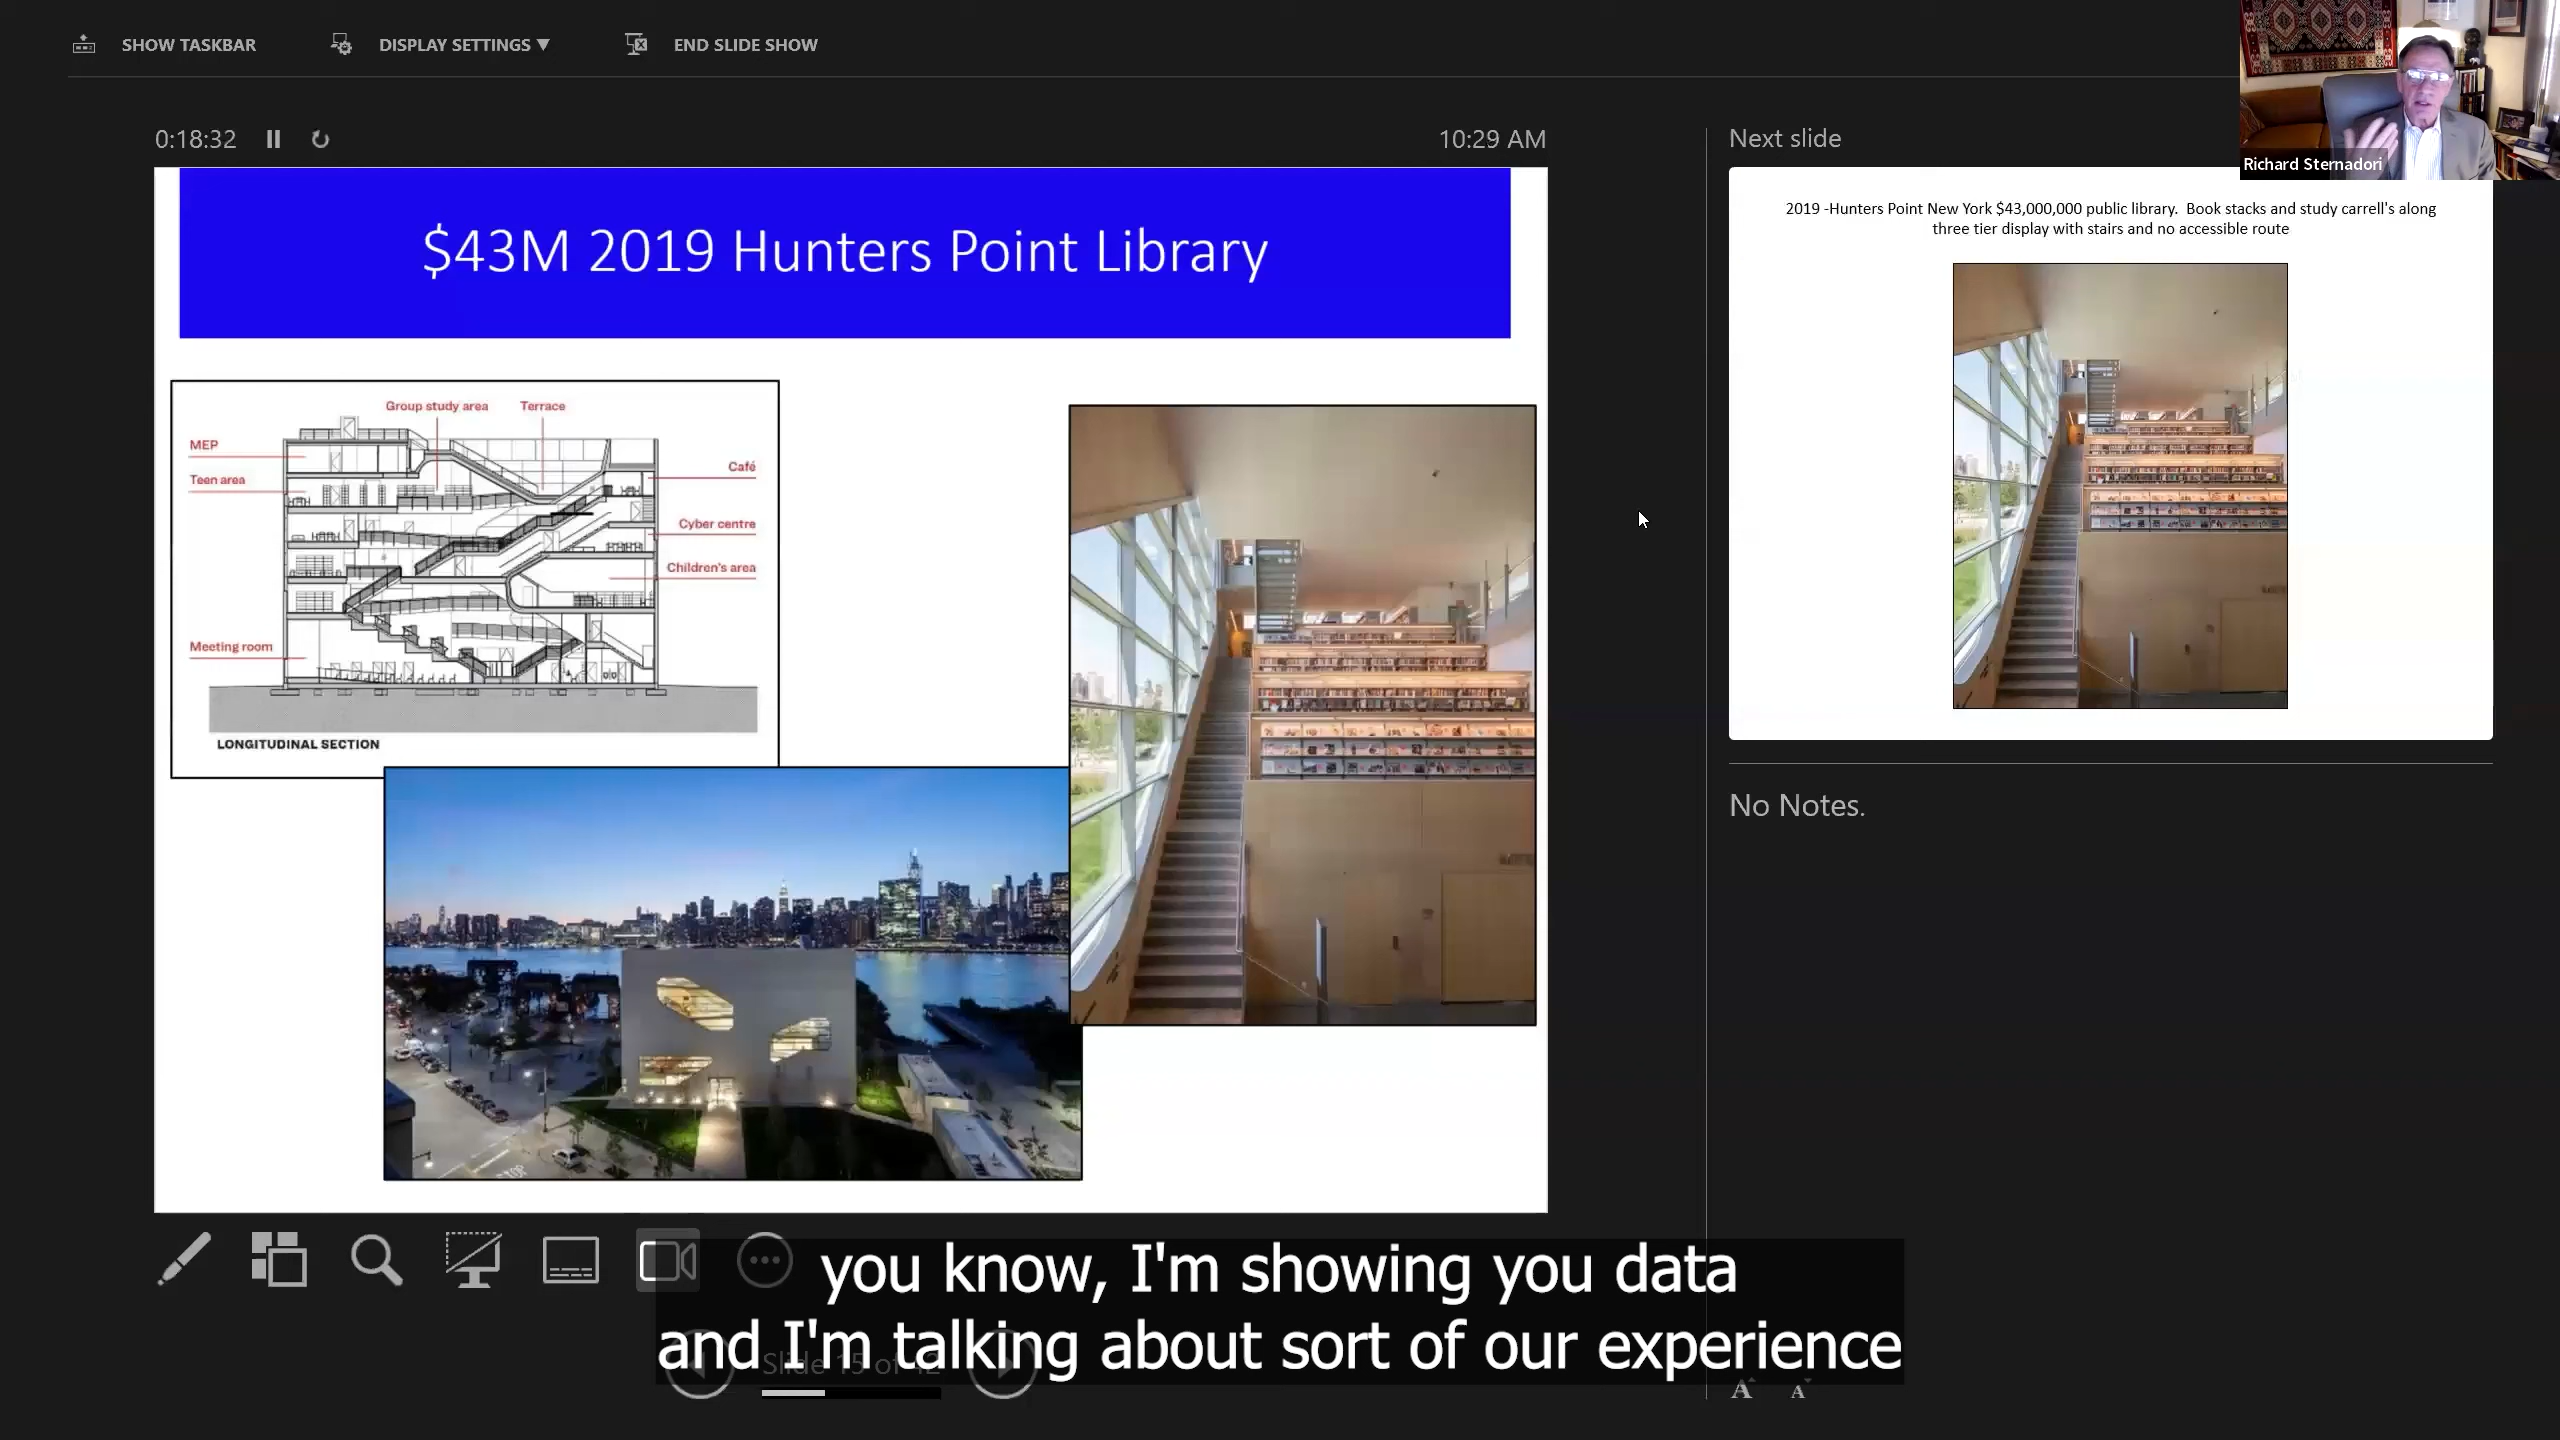 SHOW TASKBAR
DISPLAY SETTINGS ▼
END SLIDE SHOW
Richard Sternadori
0:18:32
10:29 AM
Next slide
$43M 2019 Hunters Point Library
Group study area
Terrace
MEP
Café
Teen area
Cyber centre
Children's area
Meeting room
LONGITUDINAL SECTION
2019 -Hunters Point New York $43,000,000 public library. Book stacks and study carrell's along
three tier display with stairs and no accessible route
No Notes.
you know, I'm showing you data
and I'm talking about sort of our experience
Slide 15 of 42
A A